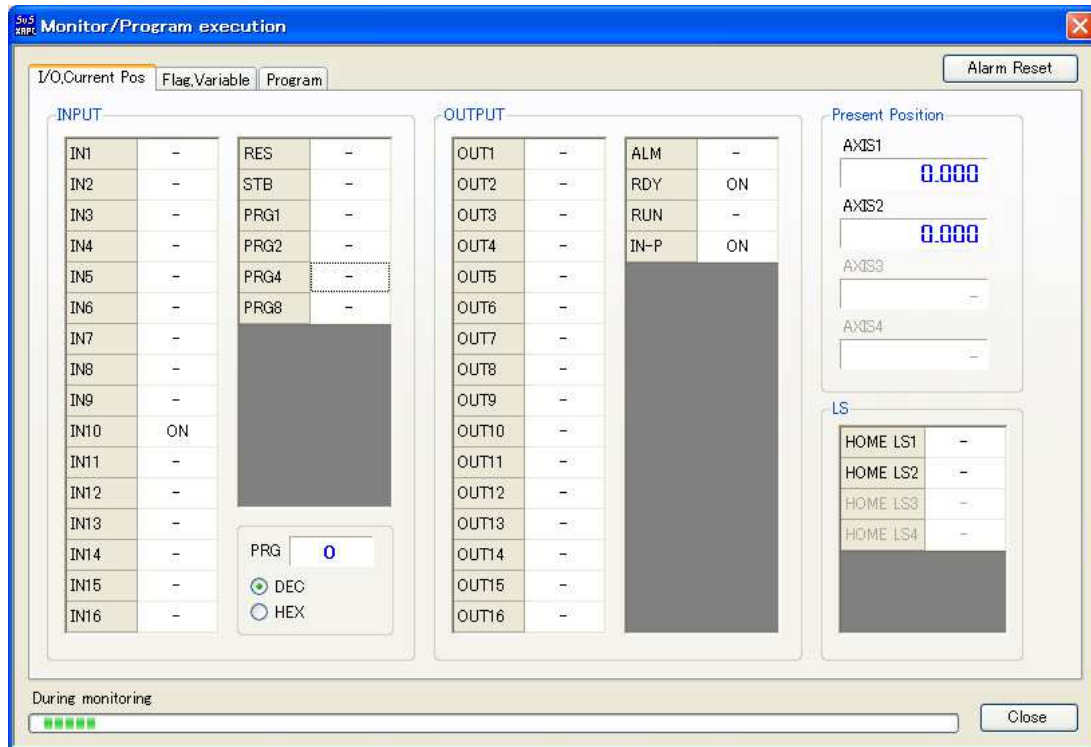 SUS XAPC Monitor/Program execution
I/O,Current Pos Flag,Variable Program Alarm Reset
INPUT
IN1 -
IN2 -
IN3 -
IN4 -
IN5 -
IN6 -
IN7 -
IN8 -
IN9 -
IN10 ON
IN11 -
IN12 -
IN13 -
IN14 -
IN15 -
IN16 -
RES -
STB -
PRG1 -
PRG2 -
PRG4 -
PRG8 -
PRG 0
DEC
HEX
OUTPUT
OUT1 -
OUT2 -
OUT3 -
OUT4 -
OUT5 -
OUT6 -
OUT7 -
OUT8 -
OUT9 -
OUT10 -
OUT11 -
OUT12 -
OUT13 -
OUT14 -
OUT15 -
OUT16 -
ALM -
RDY ON
RUN -
IN-P ON
Present Position
AXIS1
0.000
AXIS2
0.000
AXIS3
-
AXIS4
-
LS
HOME LS1 -
HOME LS2 -
HOME LS3 -
HOME LS4 -
During monitoring
Close